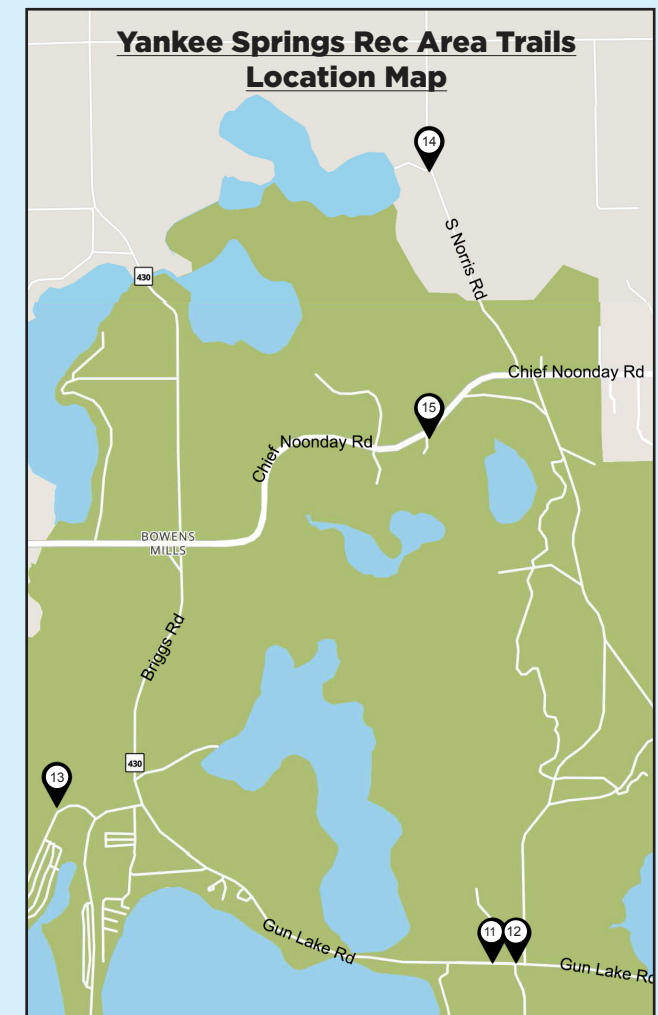 Yankee Springs Rec Area Trails
Location Map
14
S Norris Rd
430
Chief Noonday Rd
15
Chief Noonday Rd
BOWENS
MILLS
Briggs Rd
430
13
11
12
Gun Lake Rd
Gun Lake Rd